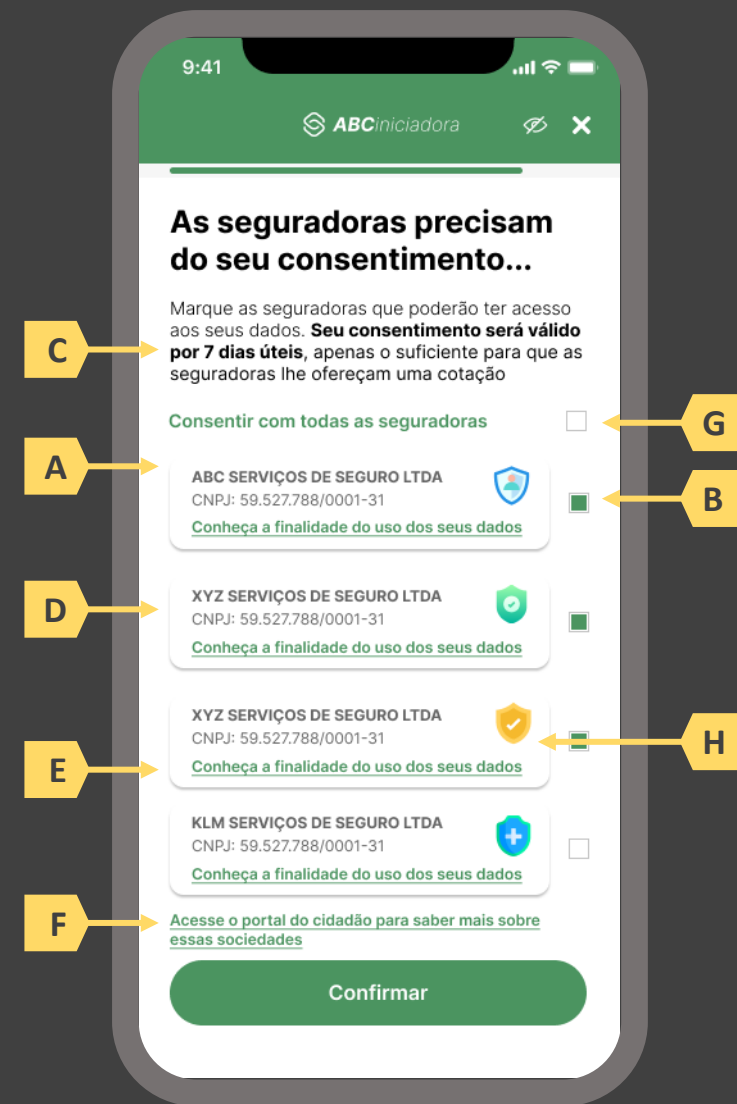 9:41
ABCiniciadora
As seguradoras precisam
do seu consentimento...
Marque as seguradoras que poderão ter acesso
aos seus dados. Seu consentimento será válido
por 7 dias úteis, apenas o suficiente para que as
seguradoras lhe ofereçam uma cotação
C
Consentir com todas as seguradoras
G
A
ABC SERVIÇOS DE SEGURO LTDA
CNPJ: 59.527.788/0001-31
Conheça a finalidade do uso dos seus dados
B
D
XYZ SERVIÇOS DE SEGURO LTDA
CNPJ: 59.527.788/0001-31
Conheça a finalidade do uso dos seus dados
XYZ SERVIÇOS DE SEGURO LTDA
CNPJ: 59.527.788/0001-31
Conheça a finalidade do uso dos seus dados
H
E
KLM SERVIÇOS DE SEGURO LTDA
CNPJ: 59.527.788/0001-31
Conheça a finalidade do uso dos seus dados
F
Acesse o portal do cidadão para saber mais sobre
essas sociedades
Confirmar